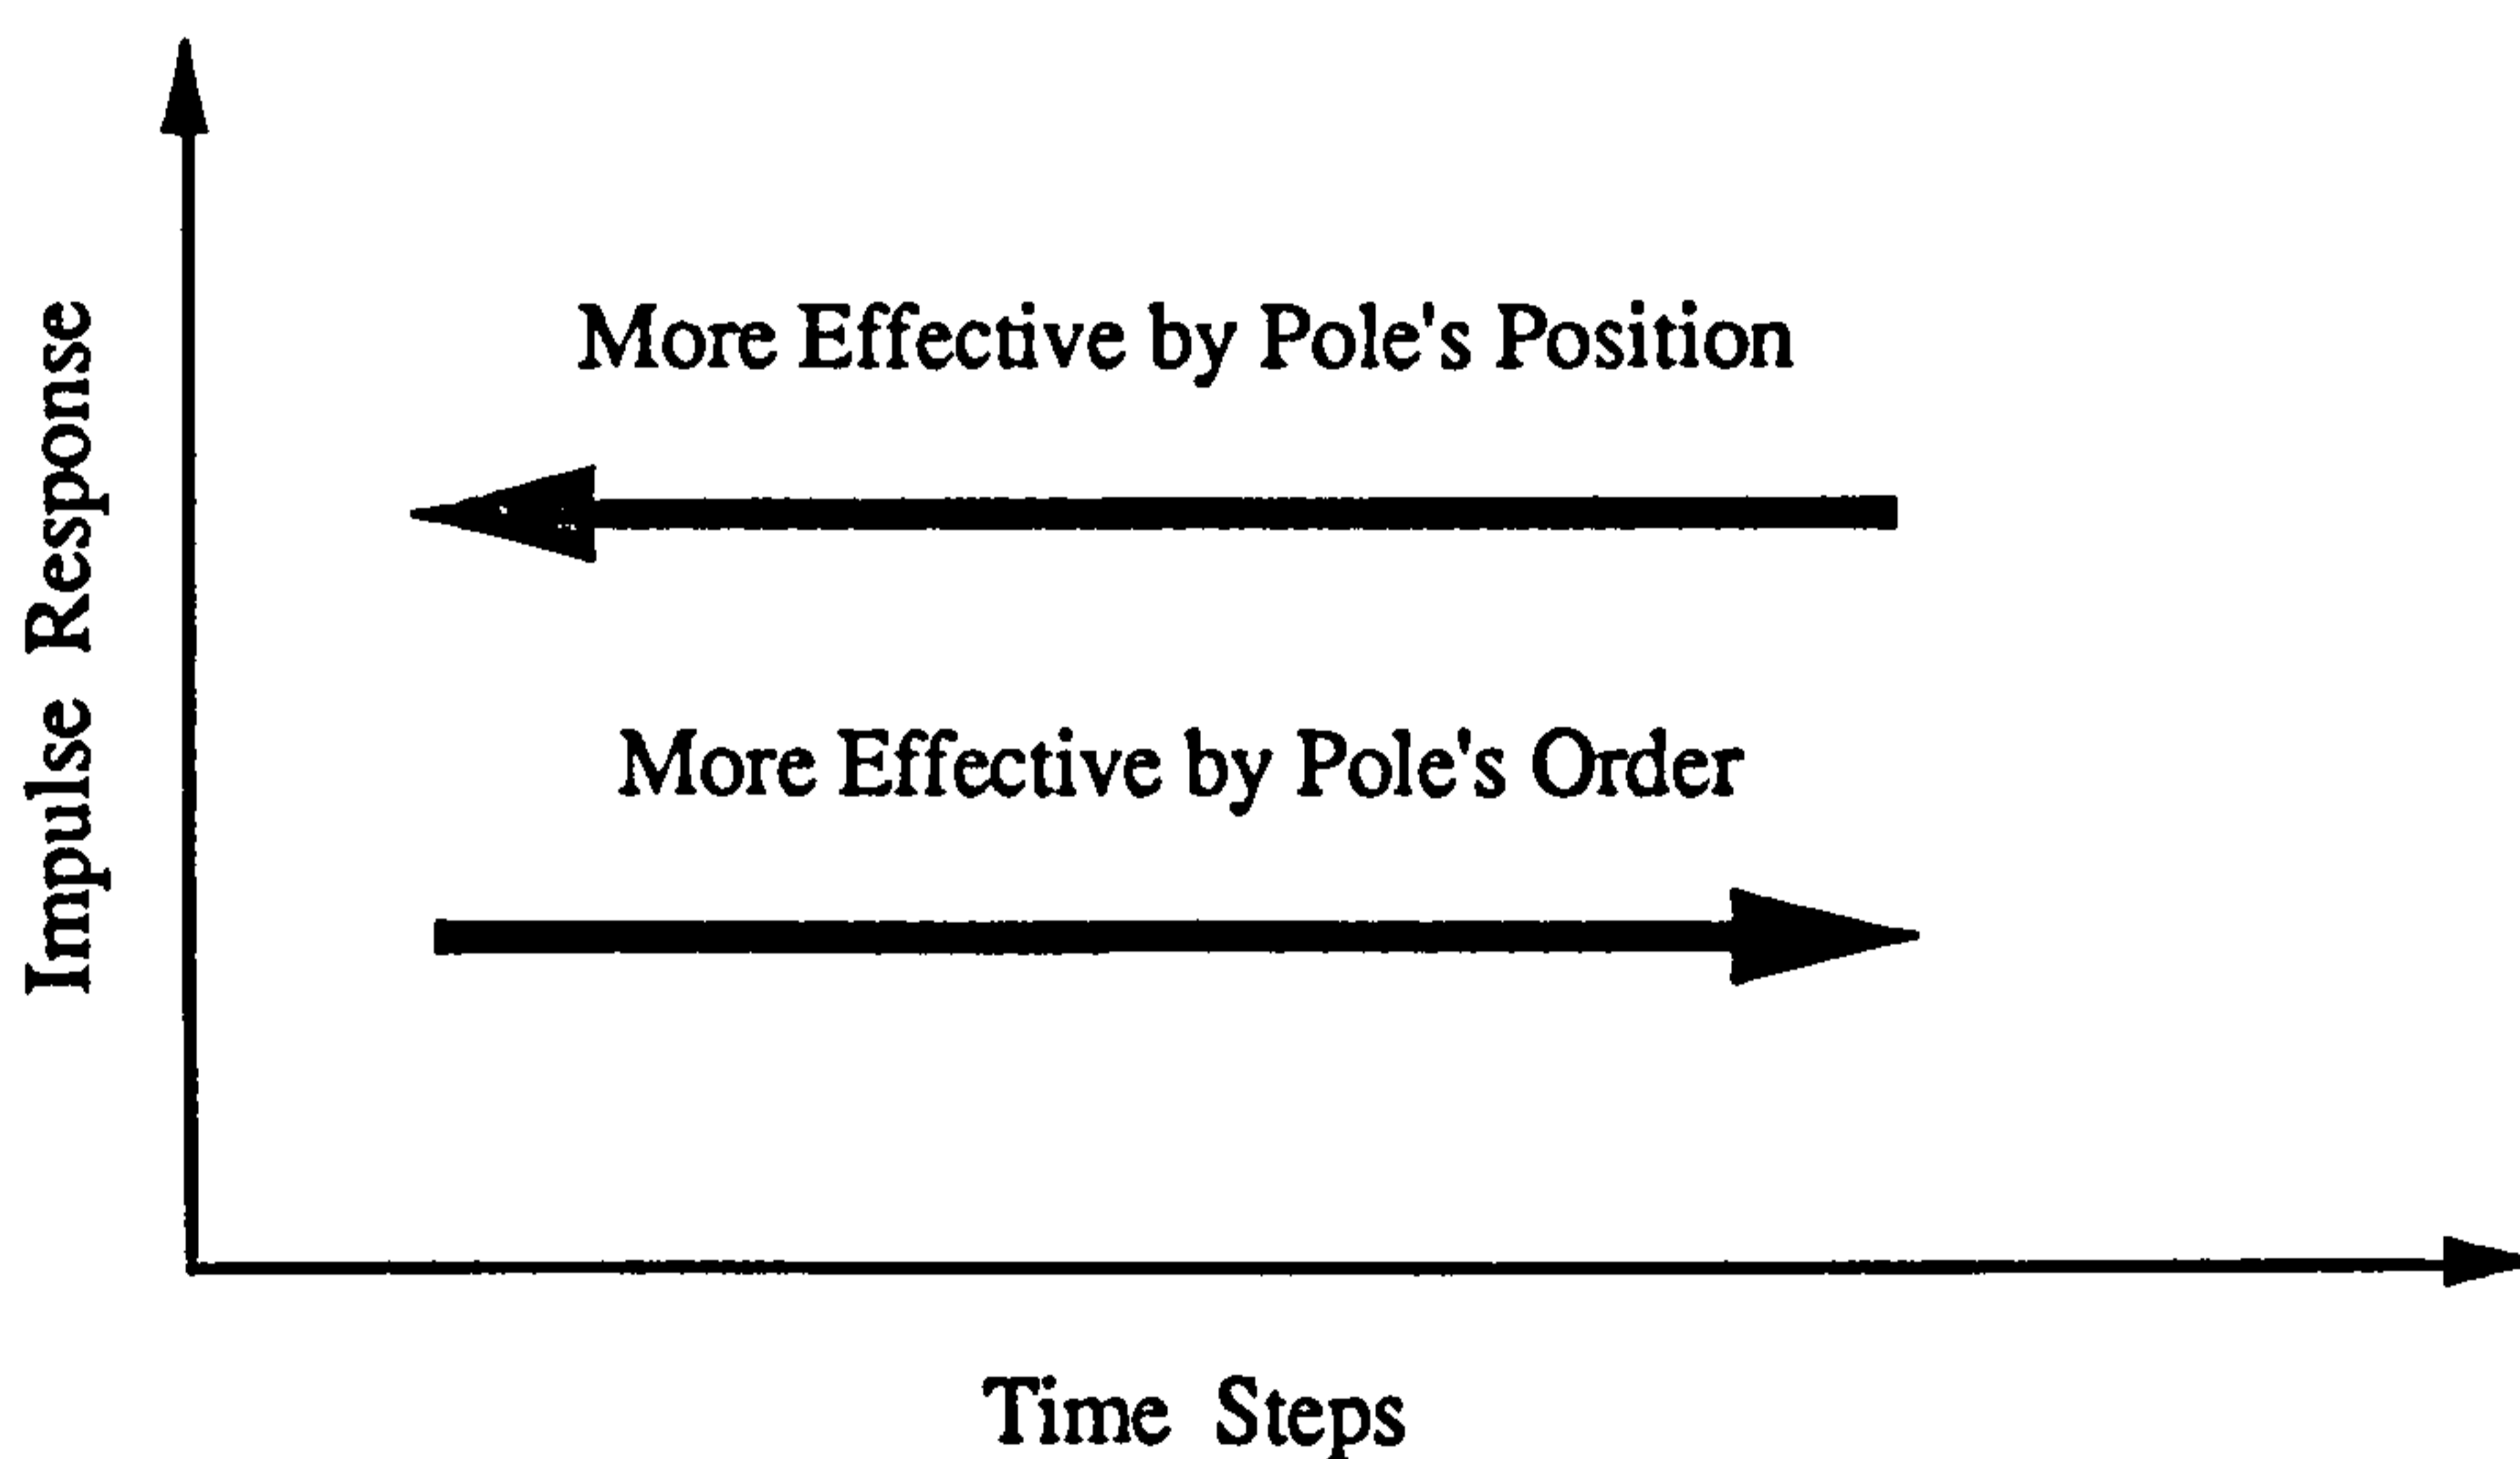 Impulse Response
More Effective by Pole's Position
More Effective by Pole's Order
Time Steps